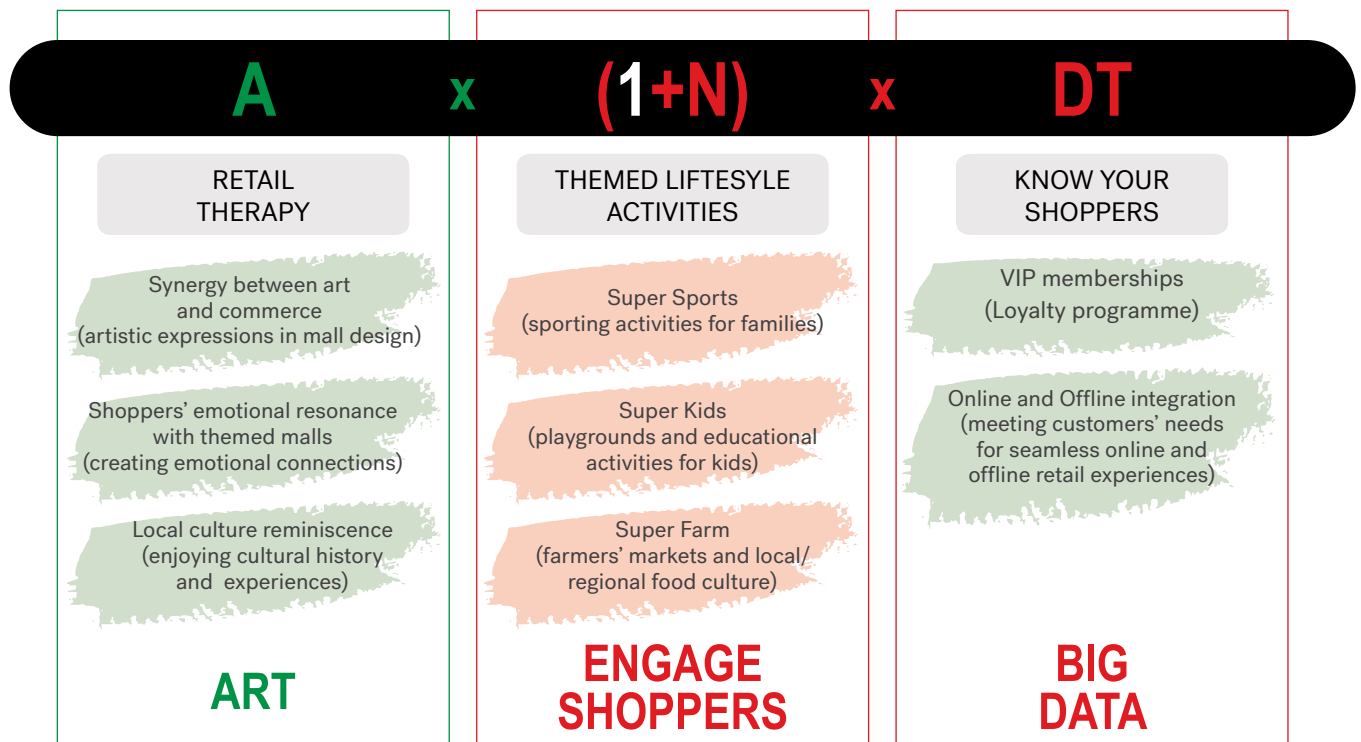 A x (1+N) x DT
RETAIL
THERAPY
Synergy between art
and commerce
(artistic expressions in mall design)
Shoppers’ emotional resonance
with themed malls
(creating emotional connections)
Local culture reminiscence
(enjoying cultural history
and experiences)
ART
THEMED LIFTESYLE
ACTIVITIES
Super Sports
(sporting activities for families)
Super Kids
(playgrounds and educational
activities for kids)
Super Farm
(farmers’ markets and local/
regional food culture)
ENGAGE
SHOPPERS
KNOW YOUR
SHOPPERS
VIP memberships
(Loyalty programme)
Online and Offline integration
(meeting customers’ needs
for seamless online and
offline retail experiences)
BIG
DATA